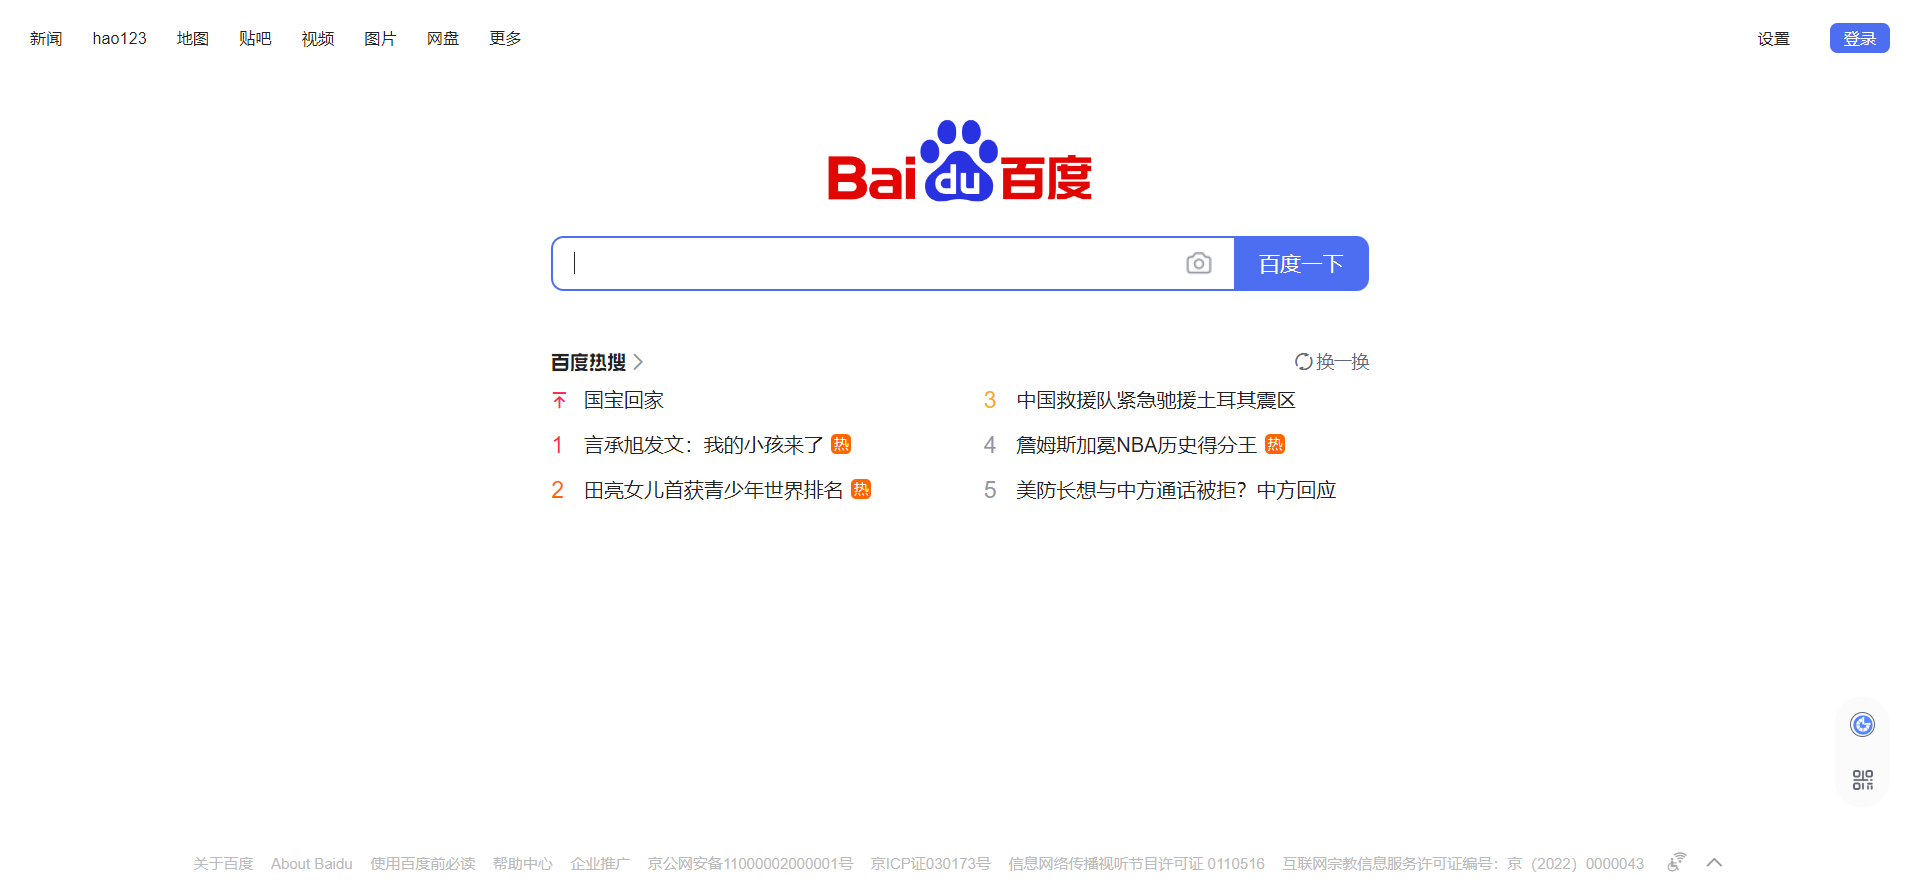 新闻 hao123 地图 贴吧 视频 图片 网盘 更多 设置 登录
Baidu百度
百度一下
百度热搜 换一换
国宝回家
1 言承旭发文：我的小孩来了 热
2 田亮女儿首获青少年世界排名 热
3 中国救援队紧急驰援土耳其震区
4 詹姆斯加冕NBA历史得分王 热
5 美防长想与中方通话被拒？中方回应
关于百度 About Baidu 使用百度前必读 帮助中心 企业推广 京公网安备11000002000001号 京ICP证030173号 信息网络传播视听节目许可证 0110516 互联网宗教信息服务许可证编号：京（2022）0000043